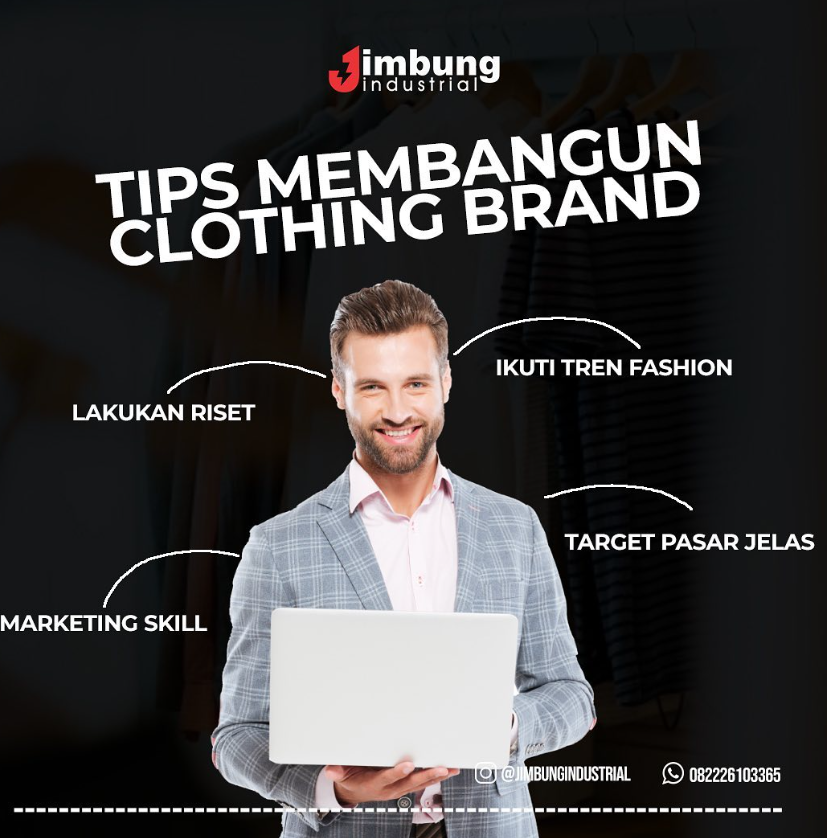 Jimbung
industrial
TIPS MEMBANGUN
CLOTHING BRAND
IKUTI TREN FASHION
LAKUKAN RISET
TARGET PASAR JELAS
MARKETING SKILL
@JIMBUNGINDUSTRIAL 082226103365